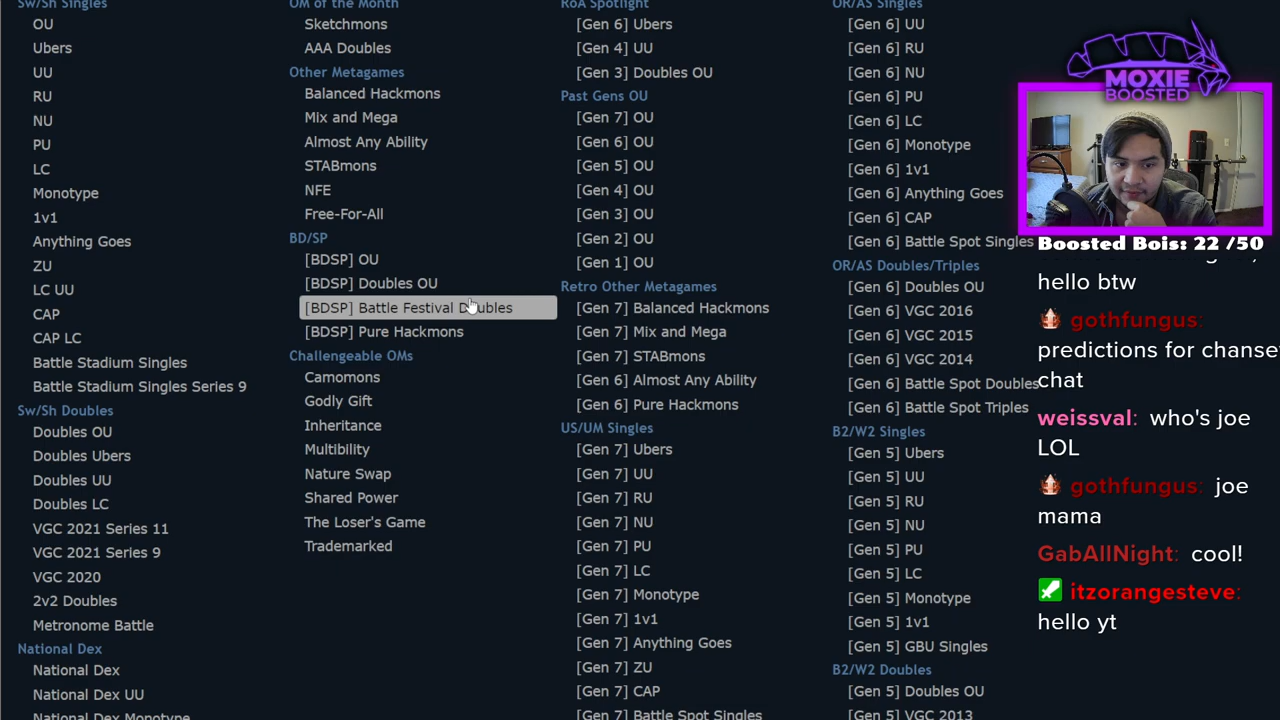 Sw/Sh Singles
OU
Ubers
UU
RU
NU
PU
LC
Monotype
1v1
Anything Goes
ZU
LC UU
CAP
CAP LC
Battle Stadium Singles
Battle Stadium Singles Series 9
Sw/Sh Doubles
Doubles OU
Doubles Ubers
Doubles UU
Doubles LC
VGC 2021 Series 11
VGC 2021 Series 9
VGC 2020
2v2 Doubles
Metronome Battle
National Dex
National Dex
National Dex UU
National Dex Monotype
OM of the Month
Sketchmons
AAA Doubles
Other Metagames
Balanced Hackmons
Mix and Mega
Almost Any Ability
STABmons
NFE
Free-For-All
BD/SP
[BDSP] OU
[BDSP] Doubles OU
[BDSP] Battle Festival Doubles
[BDSP] Pure Hackmons
Challengeable OMs
Camomons
Godly Gift
Inheritance
Multibility
Nature Swap
Shared Power
The Loser's Game
Trademarked
RoA Spotlight
[Gen 6] Ubers
[Gen 4] UU
[Gen 3] Doubles OU
Past Gens OU
[Gen 7] OU
[Gen 6] OU
[Gen 5] OU
[Gen 4] OU
[Gen 3] OU
[Gen 2] OU
[Gen 1] OU
Retro Other Metagames
[Gen 7] Balanced Hackmons
[Gen 7] Mix and Mega
[Gen 7] STABmons
[Gen 6] Almost Any Ability
[Gen 6] Pure Hackmons
US/UM Singles
[Gen 7] Ubers
[Gen 7] UU
[Gen 7] RU
[Gen 7] NU
[Gen 7] PU
[Gen 7] LC
[Gen 7] Monotype
[Gen 7] 1v1
[Gen 7] Anything Goes
[Gen 7] ZU
[Gen 7] CAP
[Gen 7] Battle Spot Singles
OR/AS Singles
[Gen 6] UU
[Gen 6] RU
[Gen 6] NU
[Gen 6] PU
[Gen 6] LC
[Gen 6] Monotype
[Gen 6] 1v1
[Gen 6] Anything Goes
[Gen 6] CAP
[Gen 6] Battle Spot Singles
OR/AS Doubles/Triples
[Gen 6] Doubles OU
[Gen 6] VGC 2016
[Gen 6] VGC 2015
[Gen 6] VGC 2014
[Gen 6] Battle Spot Doubles
[Gen 6] Battle Spot Triples
B2/W2 Singles
[Gen 5] Ubers
[Gen 5] UU
[Gen 5] RU
[Gen 5] NU
[Gen 5] PU
[Gen 5] LC
[Gen 5] Monotype
[Gen 5] 1v1
[Gen 5] GBU Singles
B2/W2 Doubles
[Gen 5] Doubles OU
[Gen 5] VGC 2013
MOXIE
BOOSTED
Boosted Bois: 22 /50
hello btw
gothfungus:
predictions for chanse
chat
weissval: who's joe
LOL
gothfungus: joe
mama
GabAllNight: cool!
itzorangesteve:
hello yt